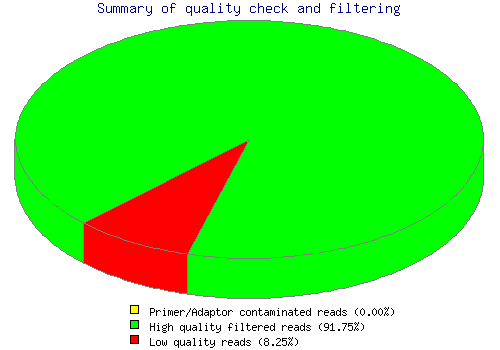 Summary of quality check and filtering
Primer/Adaptor contaminated reads (0.00%)
High quality filtered reads (91.75%)
Low quality reads (8.25%)